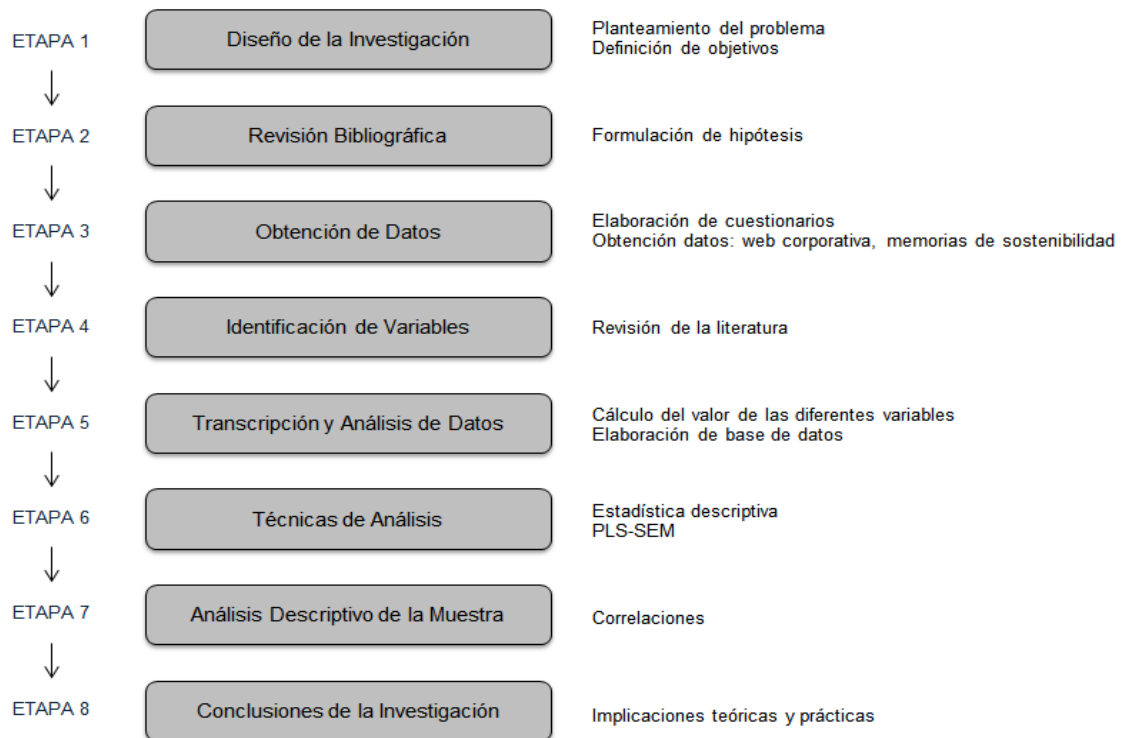 ETAPA 1
Diseño de la Investigación
Planteamiento del problema
Definición de objetivos
ETAPA 2
Revisión Bibliográfica
Formulación de hipótesis
ETAPA 3
Obtención de Datos
Elaboración de cuestionarios
Obtención datos: web corporativa, memorias de sostenibilidad
ETAPA 4
Identificación de Variables
Revisión de la literatura
ETAPA 5
Transcripción y Análisis de Datos
Cálculo del valor de las diferentes variables
Elaboración de base de datos
ETAPA 6
Técnicas de Análisis
Estadística descriptiva
PLS-SEM
ETAPA 7
Análisis Descriptivo de la Muestra
Correlaciones
ETAPA 8
Conclusiones de la Investigación
Implicaciones teóricas y prácticas